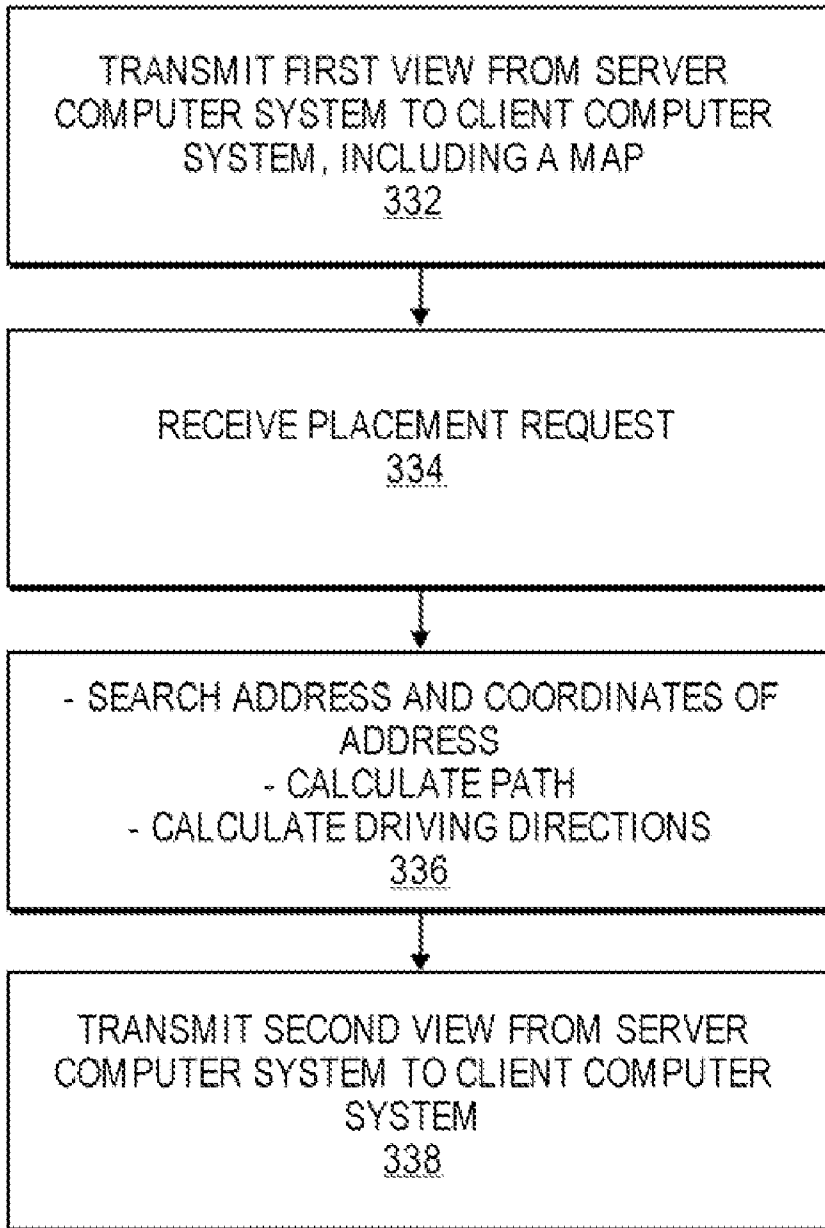 TRANSMIT FIRST VIEW FROM SERVER
COMPUTER SYSTEM TO CLIENT COMPUTER
SYSTEM, INCLUDING A MAP
332
RECEIVE PLACEMENT REQUEST
334
- SEARCH ADDRESS AND COORDINATES OF
ADDRESS
- CALCULATE PATH
- CALCULATE DRIVING DIRECTIONS
336
TRANSMIT SECOND VIEW FROM SERVER
COMPUTER SYSTEM TO CLIENT COMPUTER
SYSTEM
338